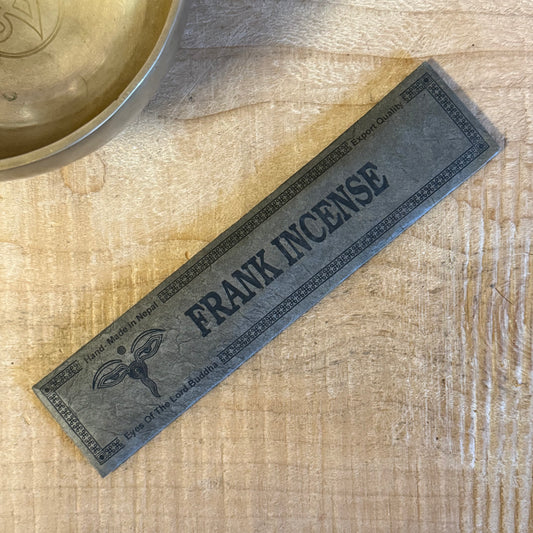 Hand-Made in Nepal
Export Quality
FRANK INCENSE
Eyes Of The Lord Buddha